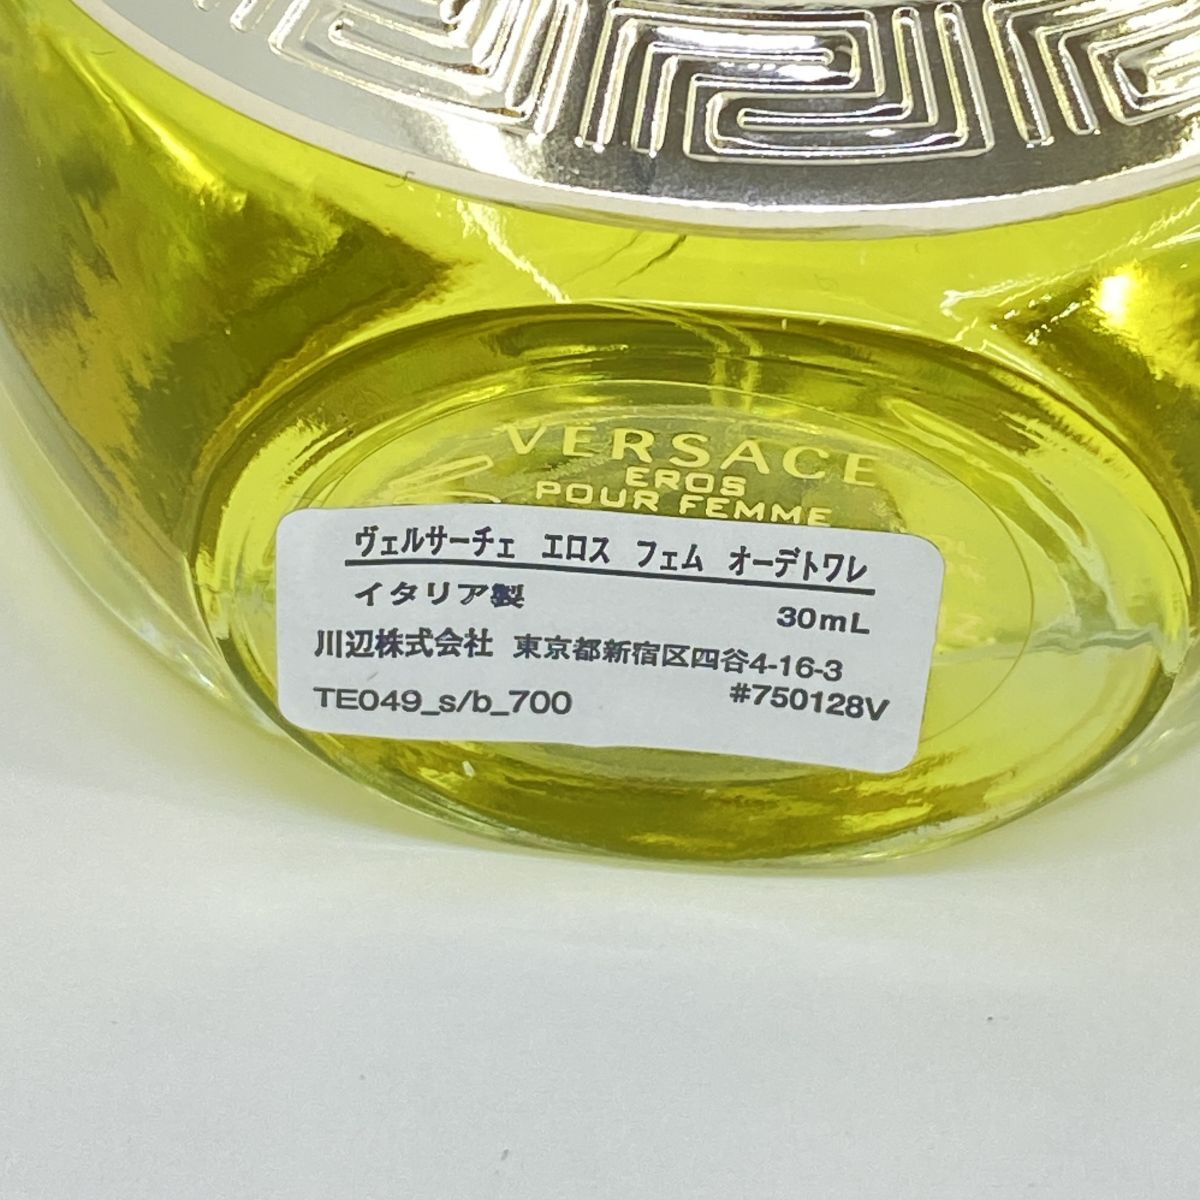 VERSACE
EROS
POUR FEMME
ヴェルサーチェ エロス フェム オーデトワレ
イタリア製 30mL
川辺株式会社 東京都新宿区四谷4-16-3
TE049_s/b_700 #750128V